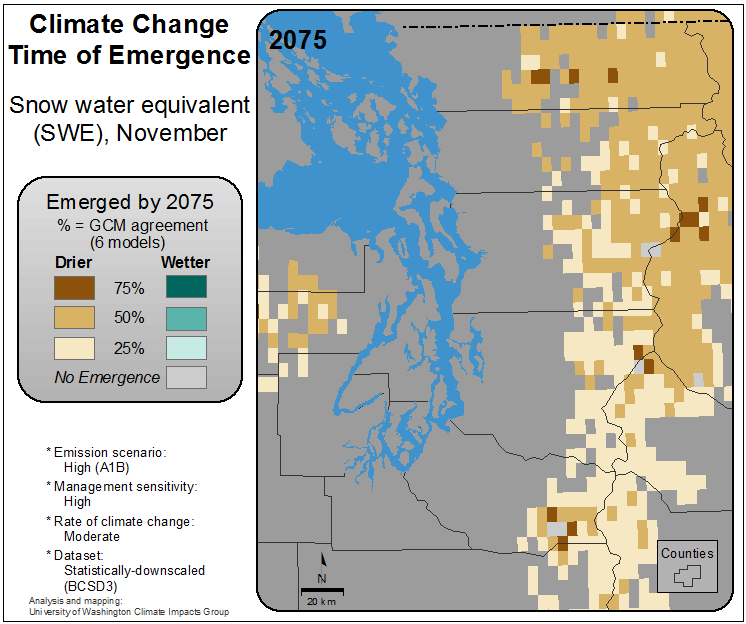 Climate Change
Time of Emergence
Snow water equivalent
(SWE), November
Emerged by 2075
% = GCM agreement
(6 models)
Drier Wetter
75%
50%
25%
No Emergence
* Emission scenario:
High (A1B)
* Management sensitivity:
High
* Rate of climate change:
Moderate
* Dataset:
Statistically-downscaled
(BCSD3)
Analysis and mapping:
University of Washington Climate Impacts Group
2075
N
20 km
Counties